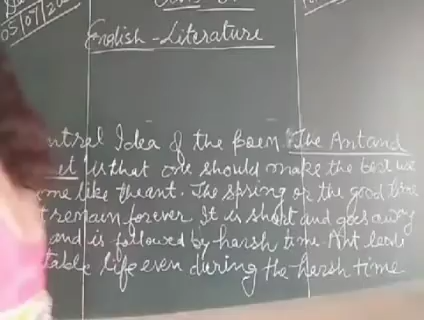 05/07/20
English-Literature
ntral Idea of the Poem "The Ant and
et is that one should make the best use
me like the ant. The spring or the good time
t remain forever. It is short and goes away
and is followed by harsh time. Ant leads
table life even during the harsh time